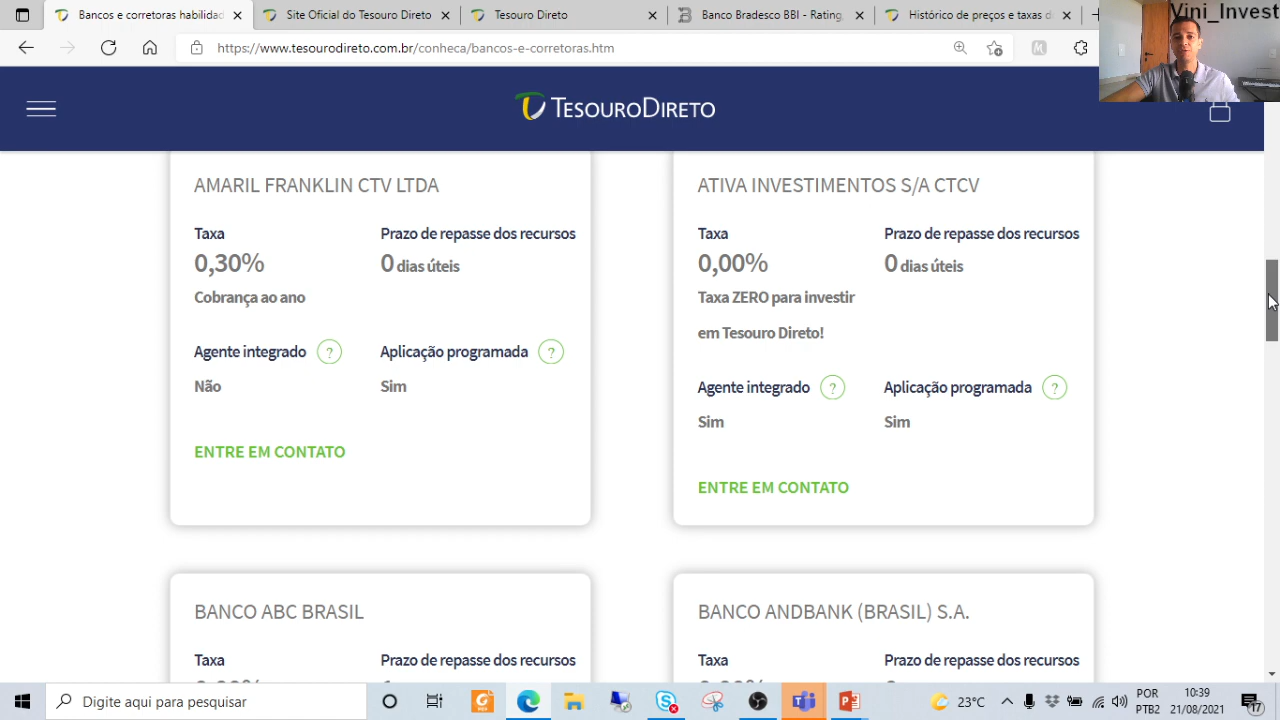 Bancos e corretoras habilitad
Site Oficial do Tesouro Direto
Tesouro Direto
Banco Bradesco BBI - Rating
Histórico de preços e taxas d
Vini_Invest
https://www.tesourodireto.com.br/conheca/bancos-e-corretoras.htm
TESOURODIRETO
AMARIL FRANKLIN CTV LTDA
Taxa
Prazo de repasse dos recursos
0,30%
0 dias úteis
Cobrança ao ano
Agente integrado ?
Aplicação programada ?
Não
Sim
ENTRE EM CONTATO
ATIVA INVESTIMENTOS S/A CTCV
Taxa
Prazo de repasse dos recursos
0,00%
0 dias úteis
Taxa ZERO para investir
em Tesouro Direto!
Agente integrado ?
Aplicação programada ?
Sim
Sim
ENTRE EM CONTATO
BANCO ABC BRASIL
Taxa
Prazo de repasse dos recursos
BANCO ANDBANK (BRASIL) S.A.
Taxa
Prazo de repasse dos recursos
Digite aqui para pesquisar
23°C
POR
PTB2
10:39
21/08/2021
17